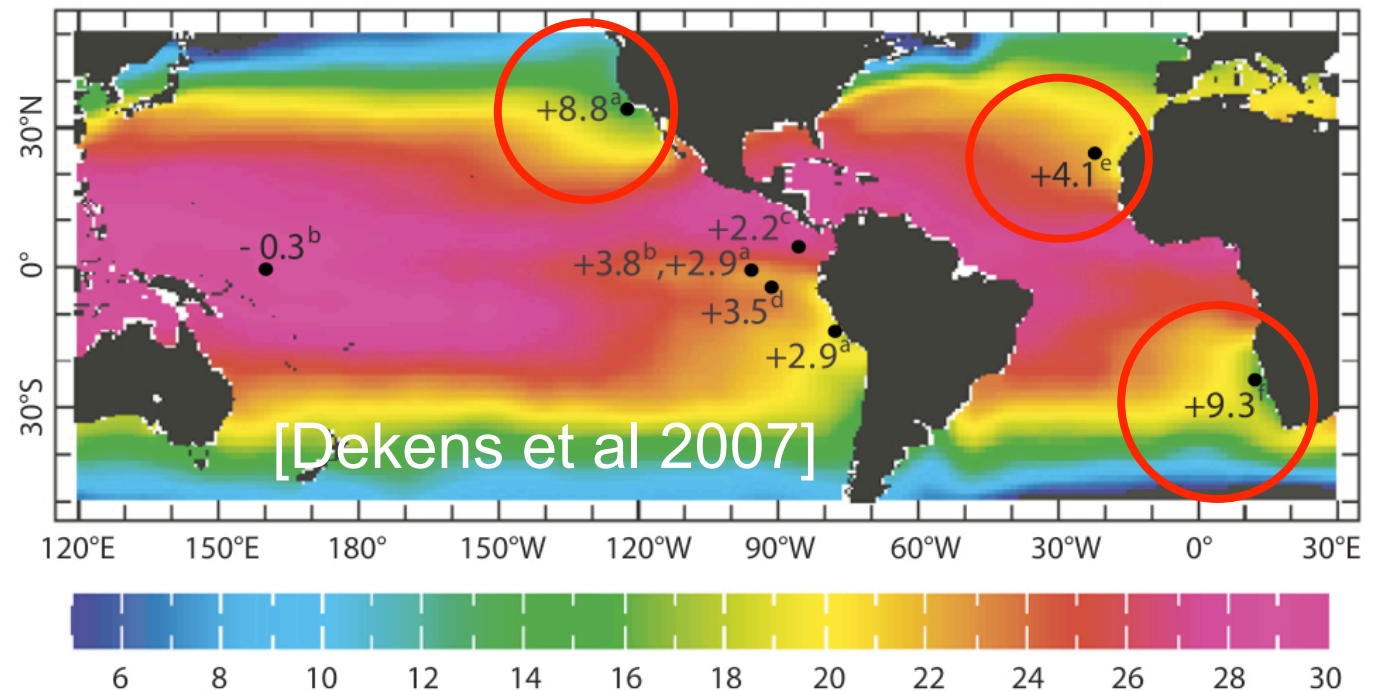 30°N
0°
30°S
+8.8ᵃ
+4.1ᵉ
+2.2ᶜ
- 0.3ᵇ
+3.8ᵇ,+2.9ᵃ
+3.5ᵈ
+2.9ᵃ
+9.3ᶠ
[Dekens et al 2007]
120°E 150°E 180° 150°W 120°W 90°W 60°W 30°W 0° 30°E
6 8 10 12 14 16 18 20 22 24 26 28 30